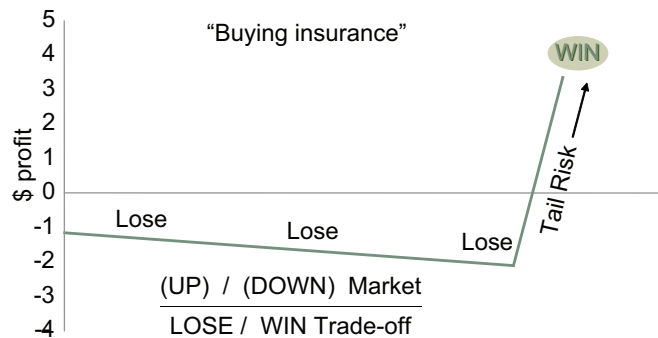 5
“Buying insurance”
4
WIN
3
2
1
$ profit
0
Tail Risk
-1
Lose
Lose
Lose
-2
-3
(UP) / (DOWN) Market
LOSE / WIN Trade-off
-4